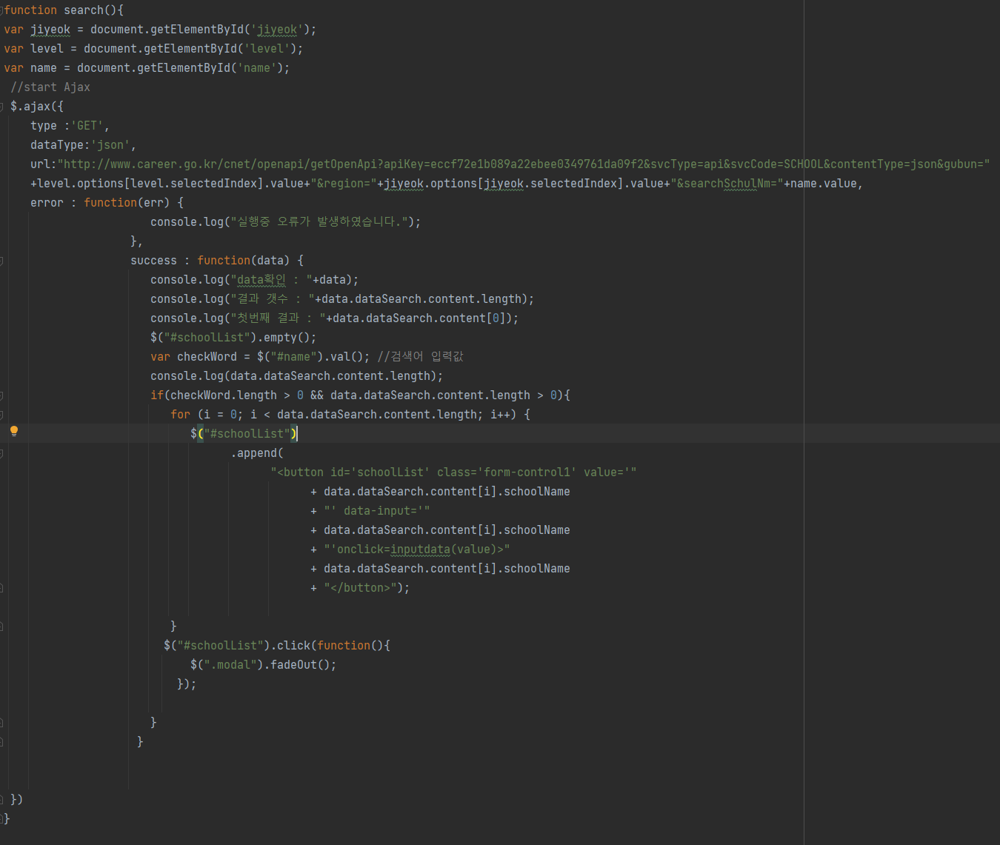 function search(){
var jiyeok = document.getElementById('jiyeok');
var level = document.getElementById('level');
var name = document.getElementById('name');
//start Ajax
$.ajax({
type :'GET',
dataType:'json',
url:"http://www.career.go.kr/cnet/openapi/getOpenApi?apiKey=eccf72e1b089a22ebee0349761da09f2&svcType=api&svcCode=SCHOOL&contentType=json&gubun="
+level.options[level.selectedIndex].value+"&region="+jiyeok.options[jiyeok.selectedIndex].value+"&searchSchulNm="+name.value,
error : function(err) {
console.log("실행중 오류가 발생하였습니다.");
},
success : function(data) {
console.log("data확인 : "+data);
console.log("결과 갯수 : "+data.dataSearch.content.length);
console.log("첫번째 결과 : "+data.dataSearch.content[0]);
$("#schoolList").empty();
var checkWord = $("#name").val(); //검색어 입력값
console.log(data.dataSearch.content.length);
if(checkWord.length > 0 && data.dataSearch.content.length > 0){
for (i = 0; i < data.dataSearch.content.length; i++) {
$("#schoolList")
.append(
"<button id='schoolList' class='form-control1' value='"
+ data.dataSearch.content[i].schoolName
+ "' data-input='"
+ data.dataSearch.content[i].schoolName
+ "'onclick=inputdata(value)>"
+ data.dataSearch.content[i].schoolName
+ "</button>");
}
$("#schoolList").click(function(){
$(".modal").fadeOut();
});
}
}
})
}